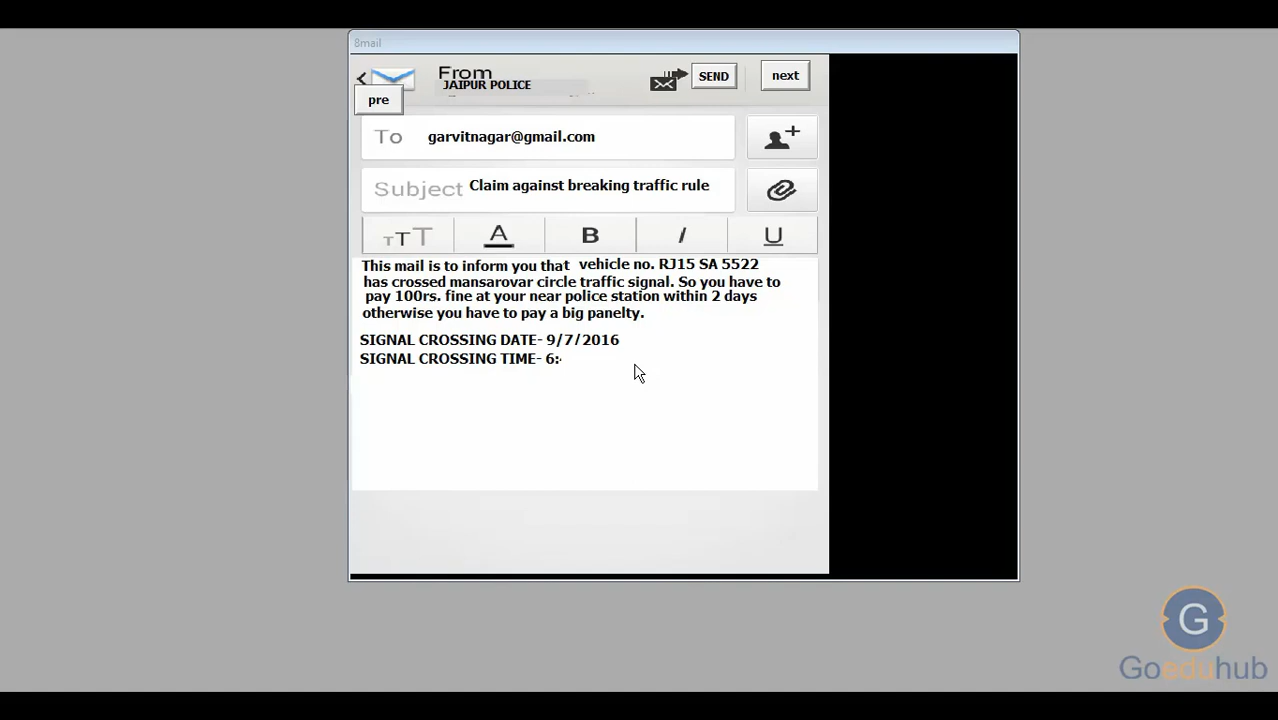 8mail
From
JAIPUR POLICE
SEND
next
pre
To garvitnagar@gmail.com
Subject Claim against breaking traffic rule
TTT A B I U
This mail is to inform you that vehicle no. RJ15 SA 5522
has crossed mansarovar circle traffic signal. So you have to
pay 100rs. fine at your near police station within 2 days
otherwise you have to pay a big panelty.
SIGNAL CROSSING DATE- 9/7/2016
SIGNAL CROSSING TIME- 6:
G
Goeduhub